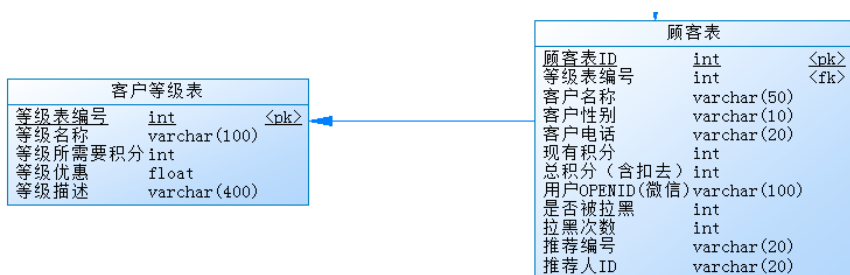 客户等级表
等级表编号 int <pk>
等级名称 varchar(100)
等级所需要积分 int
等级优惠 float
等级描述 varchar(400)
顾客表
顾客表ID int <pk>
等级表编号 int <fk>
客户名称 varchar(50)
客户性别 varchar(10)
客户电话 varchar(20)
现有积分 int
总积分（含扣去） int
用户OPENID(微信) varchar(100)
是否被拉黑 int
拉黑次数 int
推荐编号 varchar(20)
推荐人ID varchar(20)